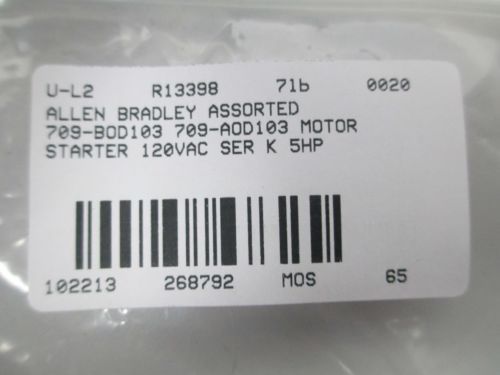 U-L2 R13398 7lb 0020
ALLEN BRADLEY ASSORTED
709-BOD103 709-AOD103 MOTOR
STARTER 120VAC SER K 5HP
102213 268792 MOS 65